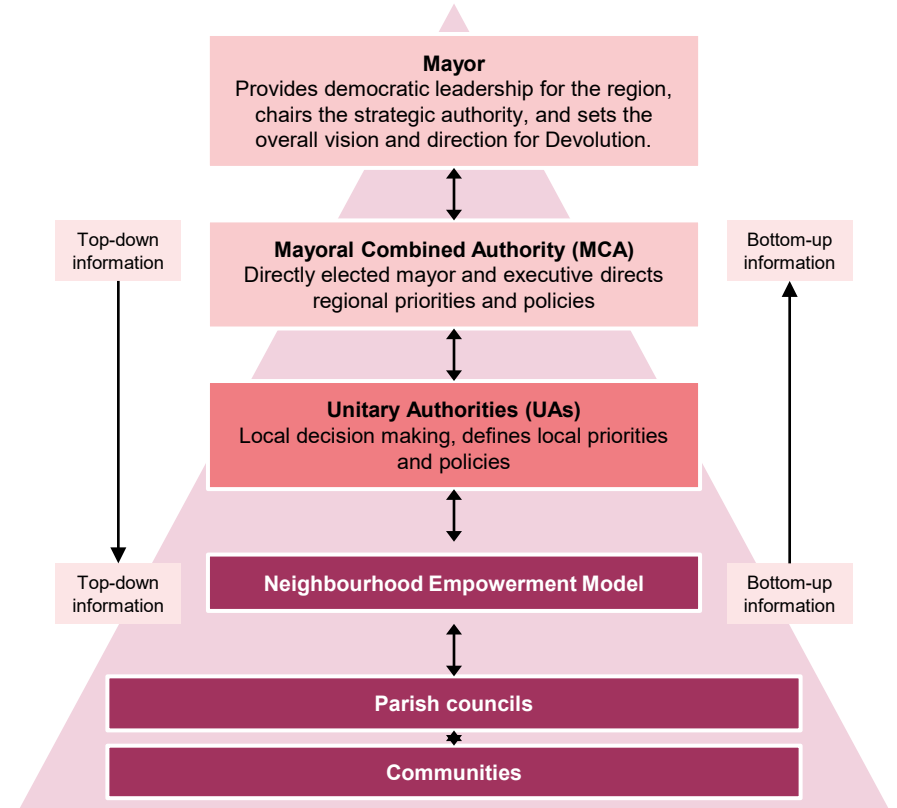 Mayor
Provides democratic leadership for the region,
chairs the strategic authority, and sets the
overall vision and direction for Devolution.
Top-down
information
Mayoral Combined Authority (MCA)
Directly elected mayor and executive directs
regional priorities and policies
Bottom-up
information
Unitary Authorities (UAs)
Local decision making, defines local priorities
and policies
Top-down
information
Neighbourhood Empowerment Model
Bottom-up
information
Parish councils
Communities